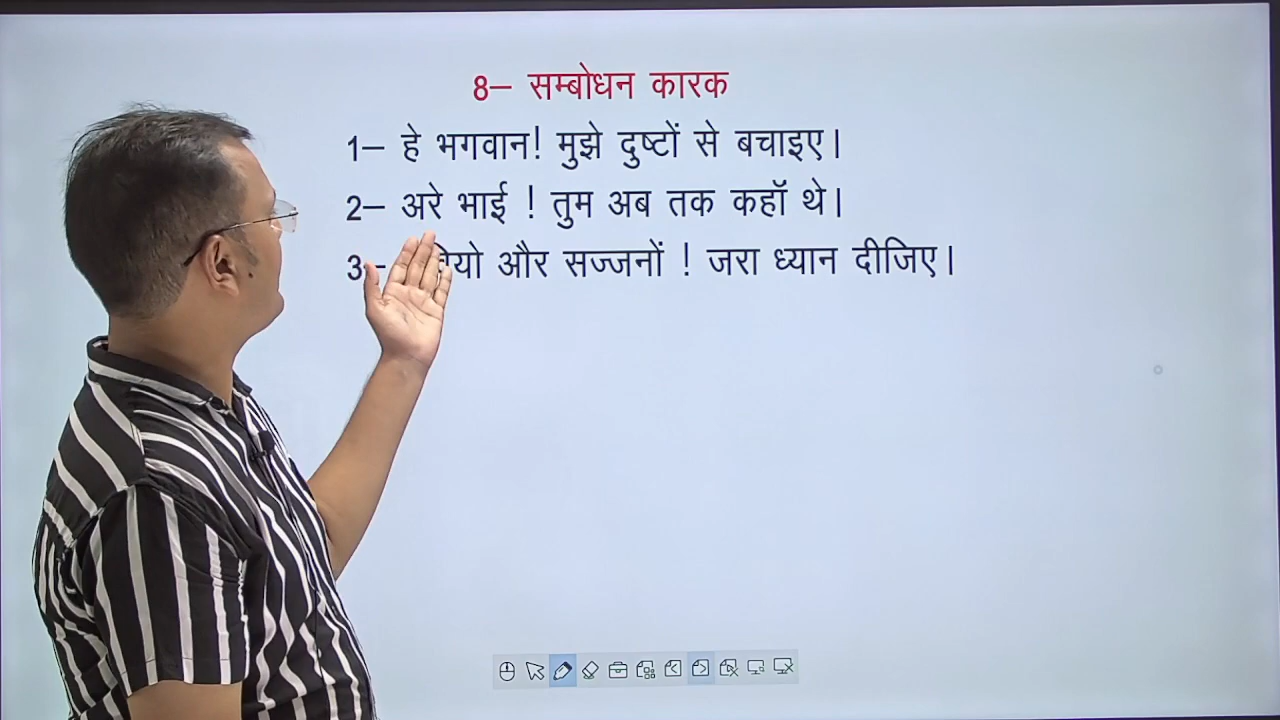 8– सम्बोधन कारक
1– हे भगवान! मुझे दुष्टों से बचाइए।
2– अरे भाई ! तुम अब तक कहॉ थे।
3– और सज्जनों ! जरा ध्यान दीजिए।